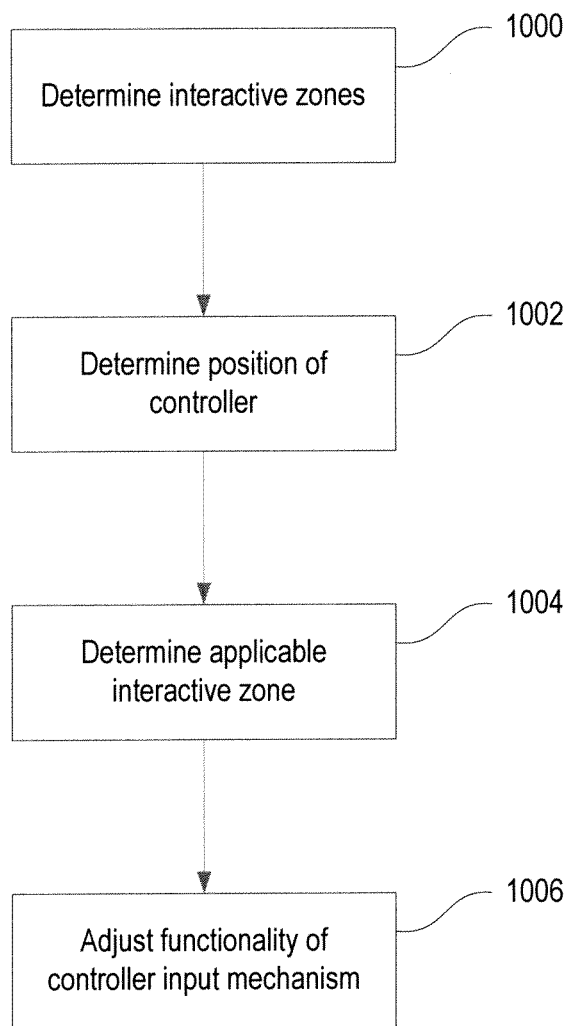 1000
Determine interactive zones
1002
Determine position of
controller
1004
Determine applicable
interactive zone
1006
Adjust functionality of
controller input mechanism